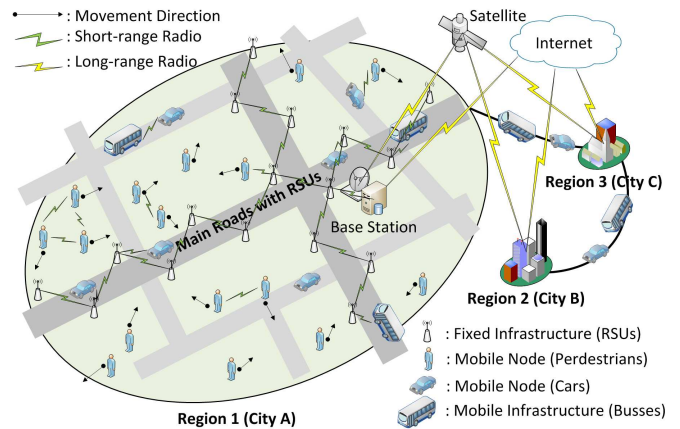 : Movement Direction
: Short-range Radio
: Long-range Radio
Satellite
Internet
Main Roads with RSUs
Base Station
Region 3 (City C)
Region 2 (City B)
Region 1 (City A)
: Fixed Infrastructure (RSUs)
: Mobile Node (Perdestrians)
: Mobile Node (Cars)
: Mobile Infrastructure (Busses)